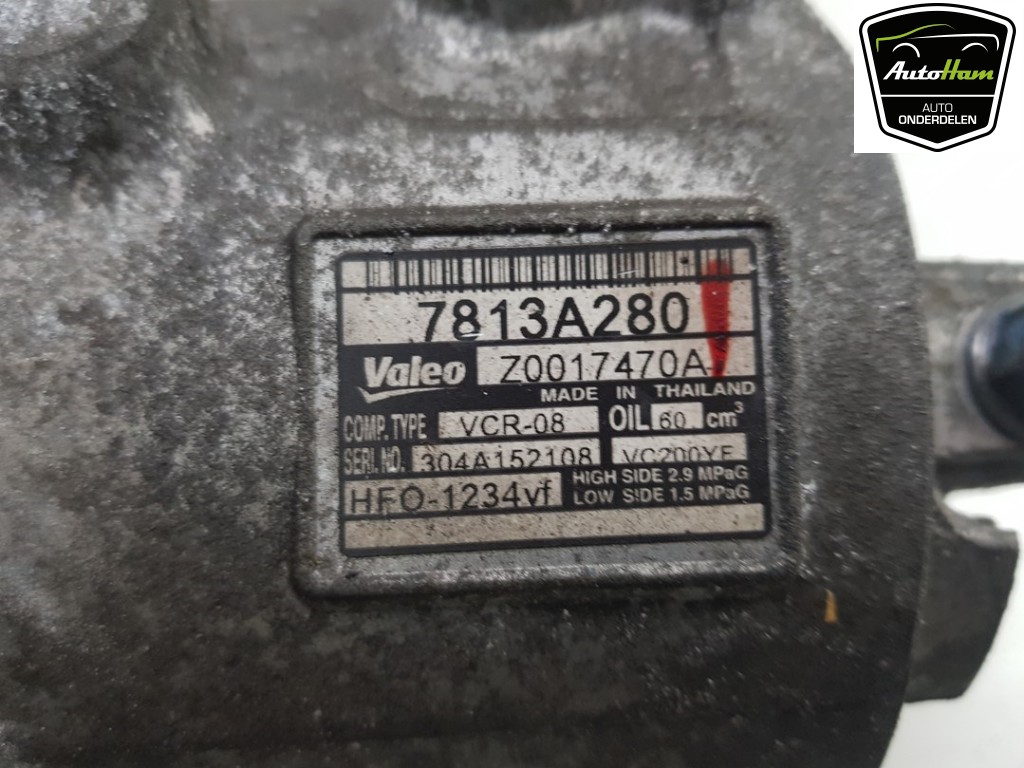 AutoHam
AUTO
ONDERDELEN
7813A280
Valeo Z0017470A
MADE IN THAILAND
COMP. TYPE VCR-08 OIL 60 cm³
SERI. NO. 304A152108 VC200YF
HFO-1234yf HIGH SIDE 2.9 MPaG
LOW SIDE 1.5 MPaG